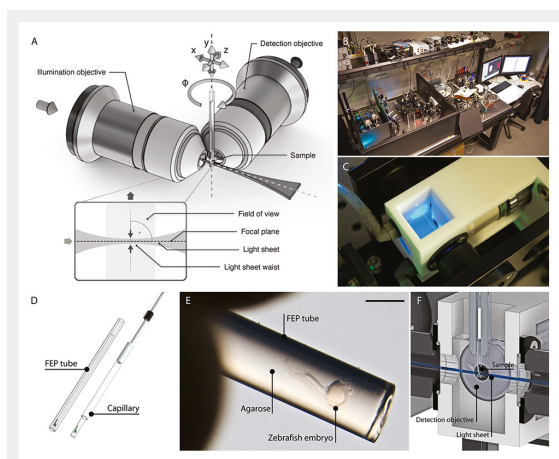 A
y
x
z
Detection objective
Illumination objective
ϕ
Sample
Field of view
Focal plane
Light sheet
Light sheet waist
B
C
D
FEP tube
Capillary
E
FEP tube
Agarose
Zebrafish embryo
F
Sample
Detection objective
Light sheet